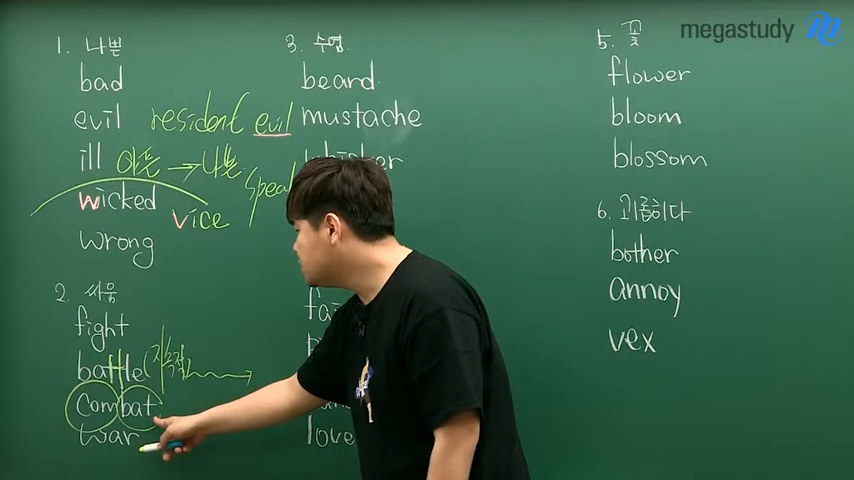 megastudy
1. 나쁜
bad
evil resident evil
ill 아픈 → 나쁜 speak
wicked
vice
wrong
2. 싸움
fight
battle
combat
war
3. 수염
beard
mustache
love
5. 꽃
flower
bloom
blossom
6. 괴롭히다
bother
annoy
vex